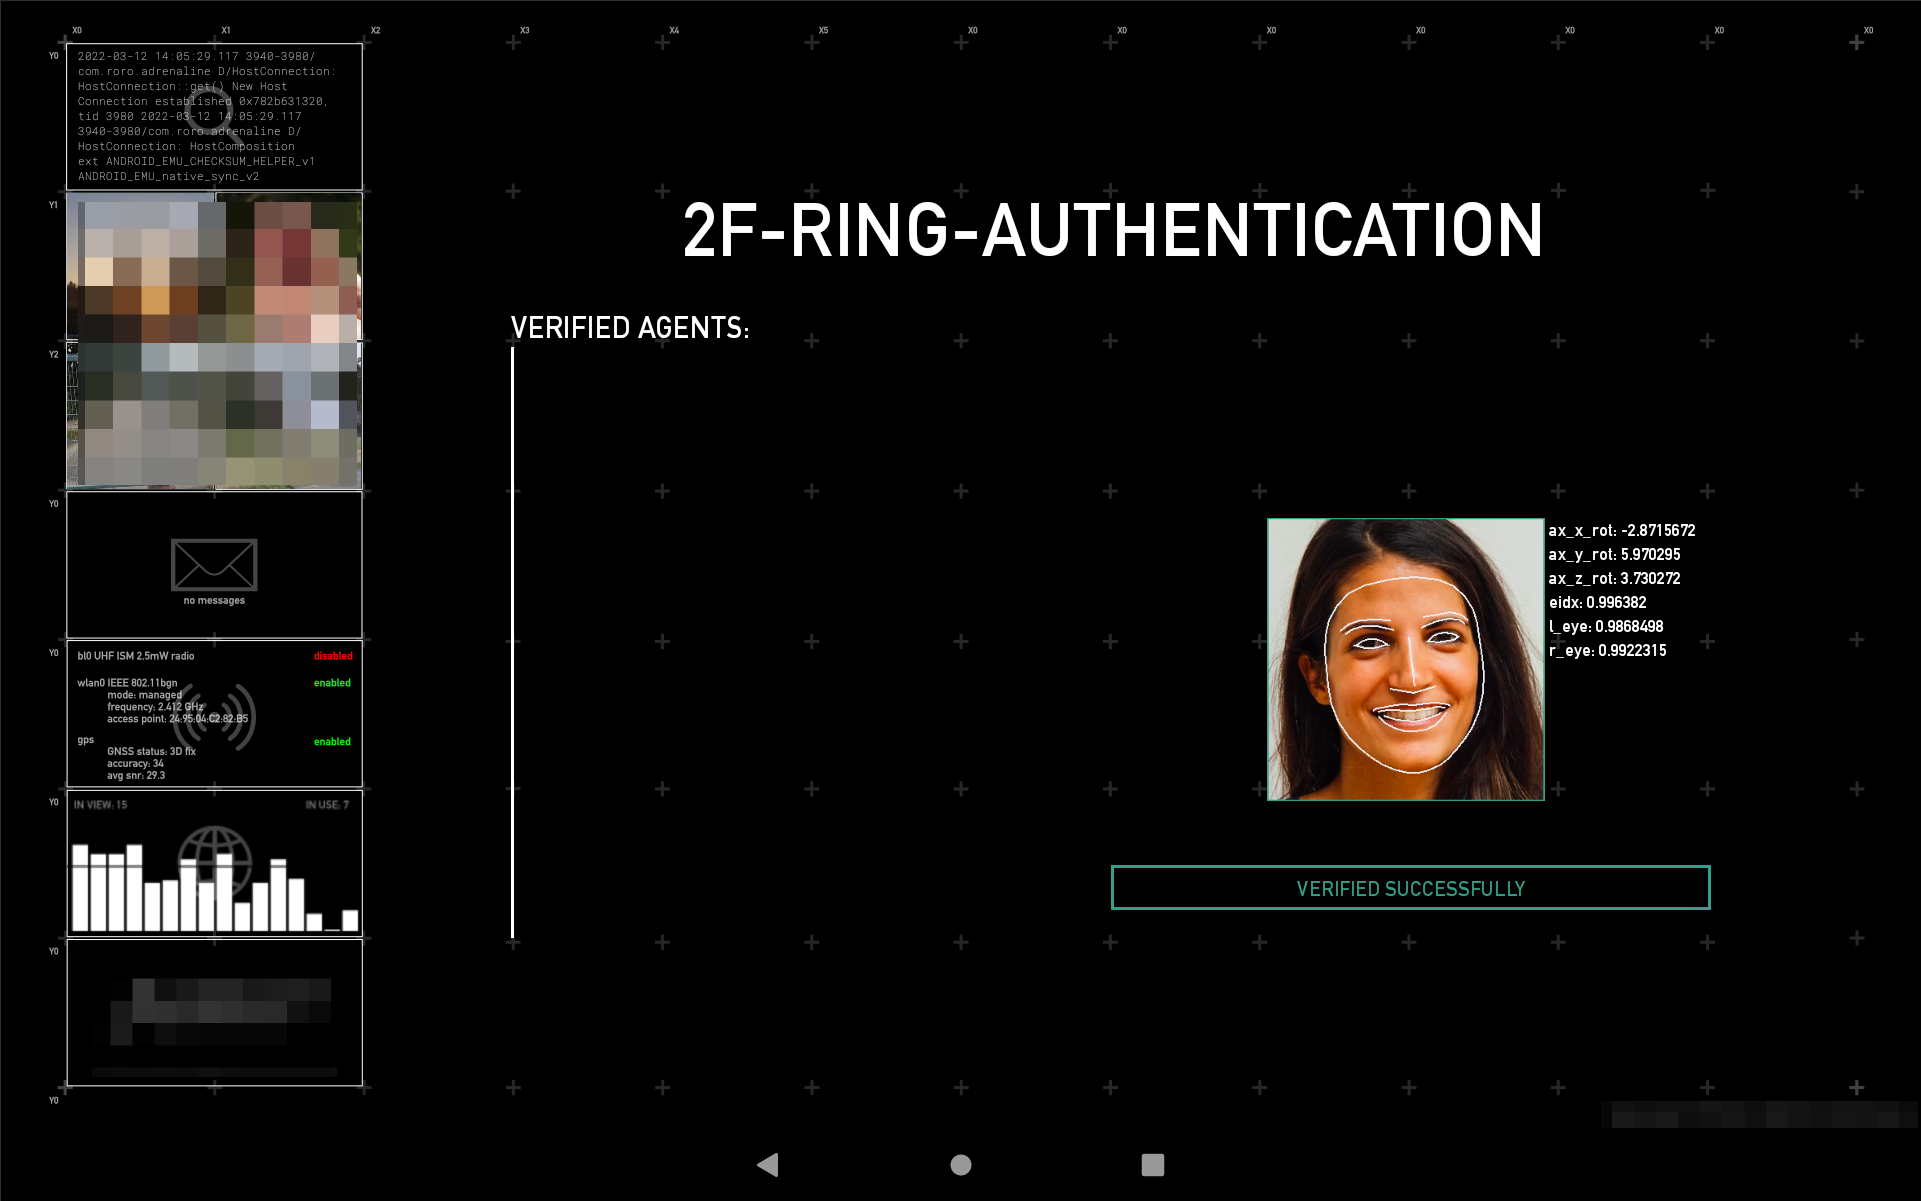 X0 X1 X2 X3 X4 X5 X0 X0 X0 X0 X0 X0 X0
Y0
2022-03-12 14:05:29.117 3940-3980/
com.roro.adrenaline D/HostConnection:
HostConnection::get() New Host
Connection established 0x782b631320,
tid 3980 2022-03-12 14:05:29.117
3940-3980/com.roro.adrenaline D/
HostConnection: HostComposition
ext ANDROID_EMU_CHECKSUM_HELPER_v1
ANDROID_EMU_native_sync_v2
Y1
Y2
Y0
no messages
Y0
bl0 UHF ISM 2.5mW radio disabled
wlan0 IEEE 802.11bgn enabled
mode: managed
frequency: 2.412 GHz
access point: 24:95:04:C2:82:B5
gps enabled
GNSS status: 3D fix
accuracy: 34
avg snr: 29.3
Y0
IN VIEW: 15 IN USE: 7
Y0
Y0
2F-RING-AUTHENTICATION
VERIFIED AGENTS:
ax_x_rot: -2.8715672
ax_y_rot: 5.970295
ax_z_rot: 3.730272
eidx: 0.996382
l_eye: 0.9868498
r_eye: 0.9922315
VERIFIED SUCCESSFULLY